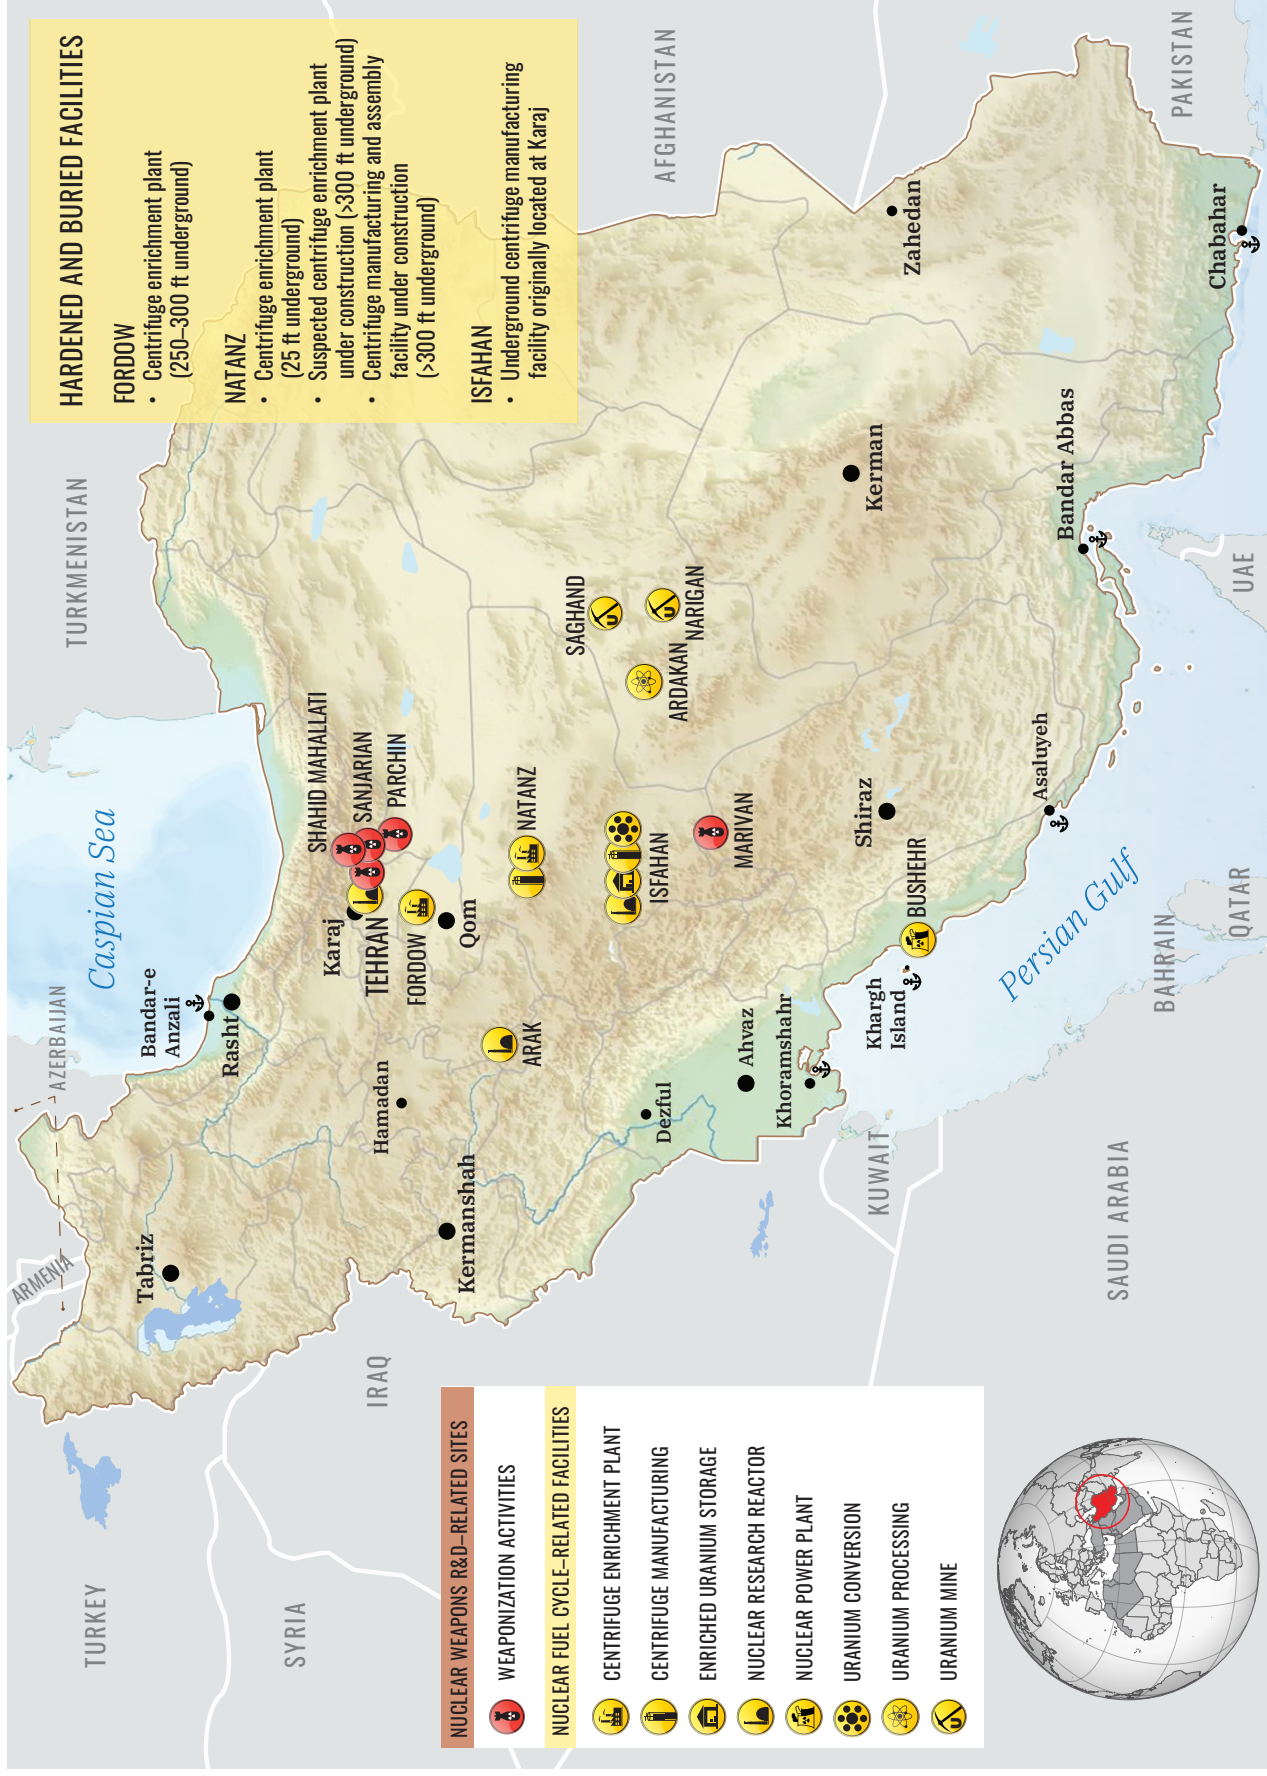 HARDENED AND BURIED FACILITIES
FORDOW
• Centrifuge enrichment plant
(250–300 ft underground)
NATANZ
• Centrifuge enrichment plant
(25 ft underground)
• Suspected centrifuge enrichment plant
under construction (>300 ft underground)
• Centrifuge manufacturing and assembly
facility under construction
(>300 ft underground)
ISFAHAN
• Underground centrifuge manufacturing
facility originally located at Karaj
TURKEY
SYRIA
IRAQ
ARMENIA
AZERBAIJAN
TURKMENISTAN
AFGHANISTAN
PAKISTAN
KUWAIT
SAUDI ARABIA
BAHRAIN
QATAR
UAE
Caspian Sea
Persian Gulf
Tabriz
Bandar-e
Anzali
Rasht
Karaj
TEHRAN
SHAHID MAHALLATI
SANJARIAN
PARCHIN
FORDOW
Qom
Hamadan
Kermanshah
ARAK
NATANZ
ISFAHAN
MARIVAN
SAGHAND
NARIGAN
ARDAKAN
Dezful
Ahvaz
Khoramshahr
Khargh
Island
BUSHEHR
Shiraz
Asaluyeh
Kerman
Bandar Abbas
Zahedan
Chabahar
NUCLEAR WEAPONS R&D–RELATED SITES
WEAPONIZATION ACTIVITIES
NUCLEAR FUEL CYCLE–RELATED FACILITIES
CENTRIFUGE ENRICHMENT PLANT
CENTRIFUGE MANUFACTURING
ENRICHED URANIUM STORAGE
NUCLEAR RESEARCH REACTOR
NUCLEAR POWER PLANT
URANIUM CONVERSION
URANIUM PROCESSING
URANIUM MINE